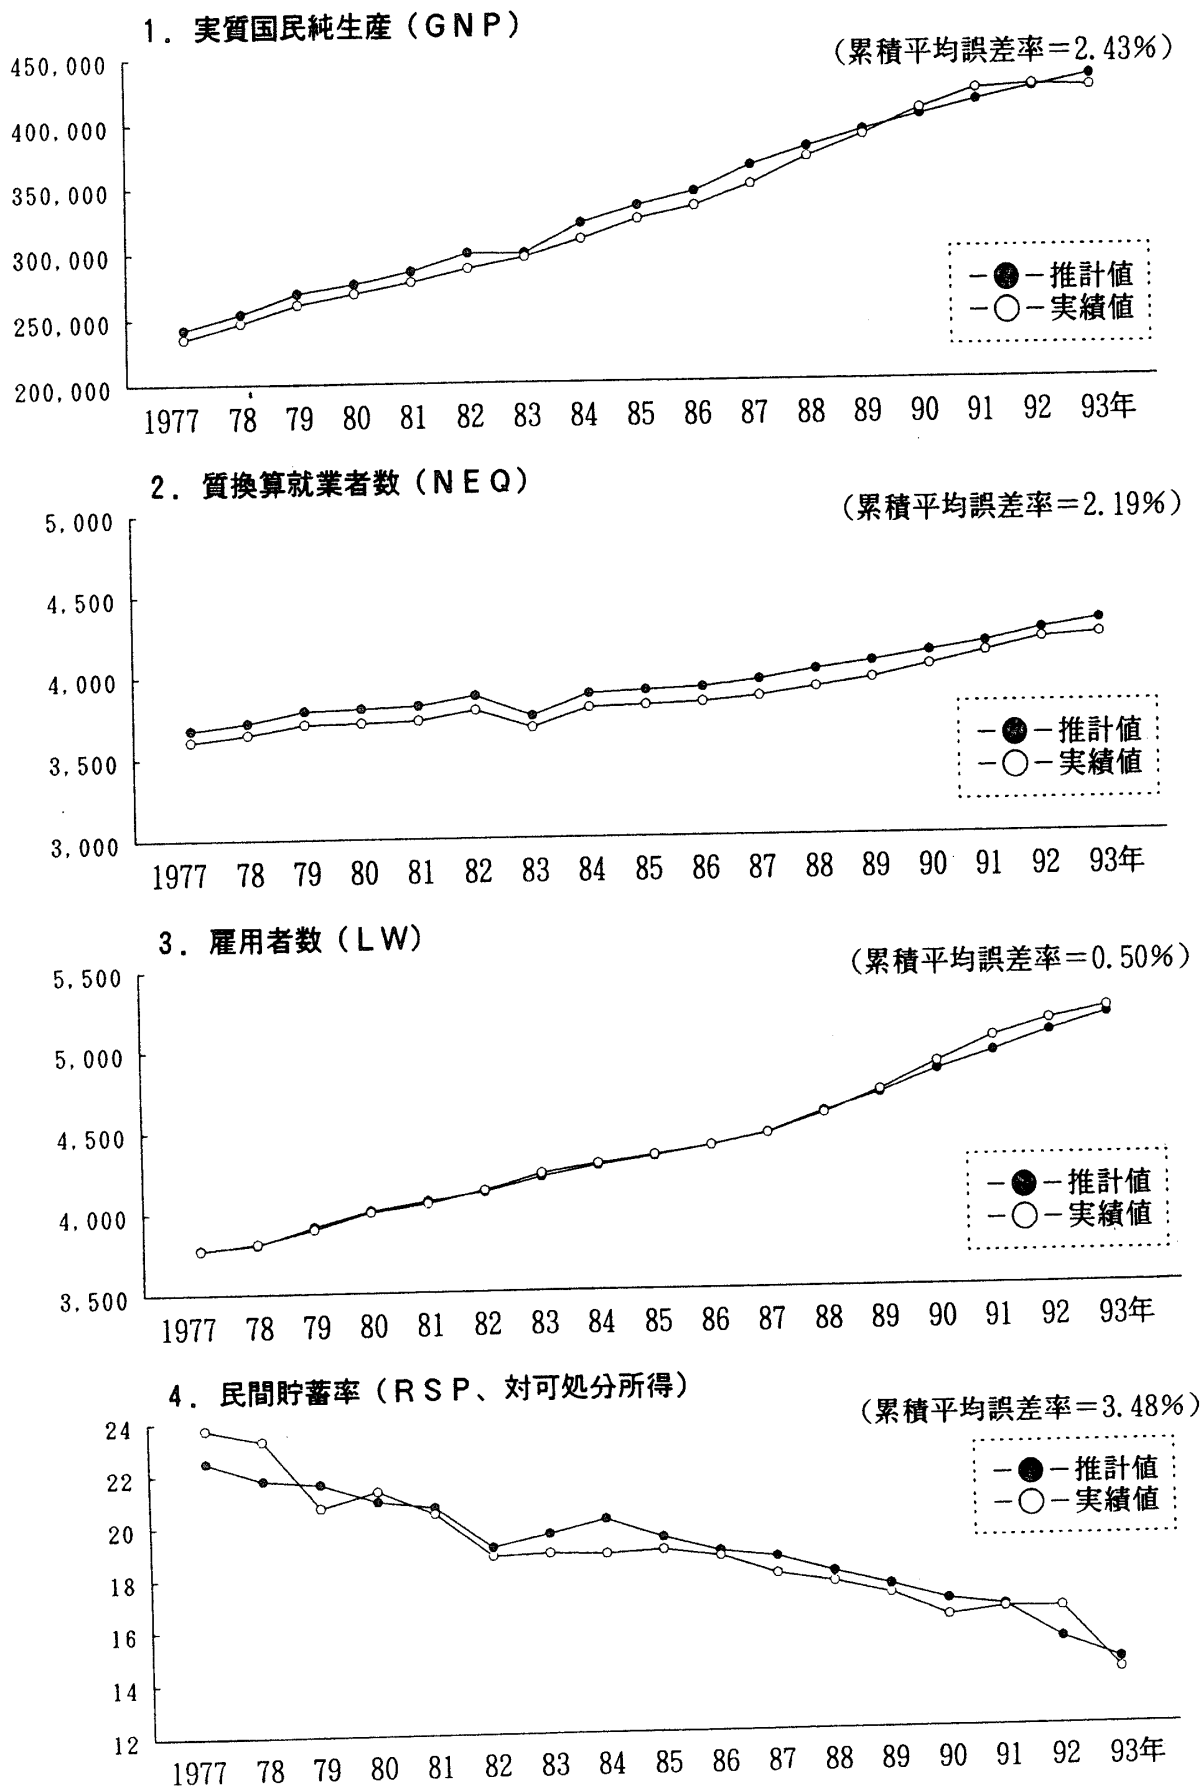 1. 実質国民純生産(GNP)
(累積平均誤差率=2.43%)
450,000
400,000
350,000
300,000
250,000
200,000
-●-推計値
-○-実績値
1977 78 79 80 81 82 83 84 85 86 87 88 89 90 91 92 93年
2. 質換算就業者数(NEQ)
(累積平均誤差率=2.19%)
5,000
4,500
4,000
3,500
3,000
-●-推計値
-○-実績値
1977 78 79 80 81 82 83 84 85 86 87 88 89 90 91 92 93年
3. 雇用者数(LW)
(累積平均誤差率=0.50%)
5,500
5,000
4,500
4,000
3,500
-●-推計値
-○-実績値
1977 78 79 80 81 82 83 84 85 86 87 88 89 90 91 92 93年
4. 民間貯蓄率(RSP、対可処分所得)
(累積平均誤差率=3.48%)
24
22
20
18
16
14
12
-●-推計値
-○-実績値
1977 78 79 80 81 82 83 84 85 86 87 88 89 90 91 92 93年